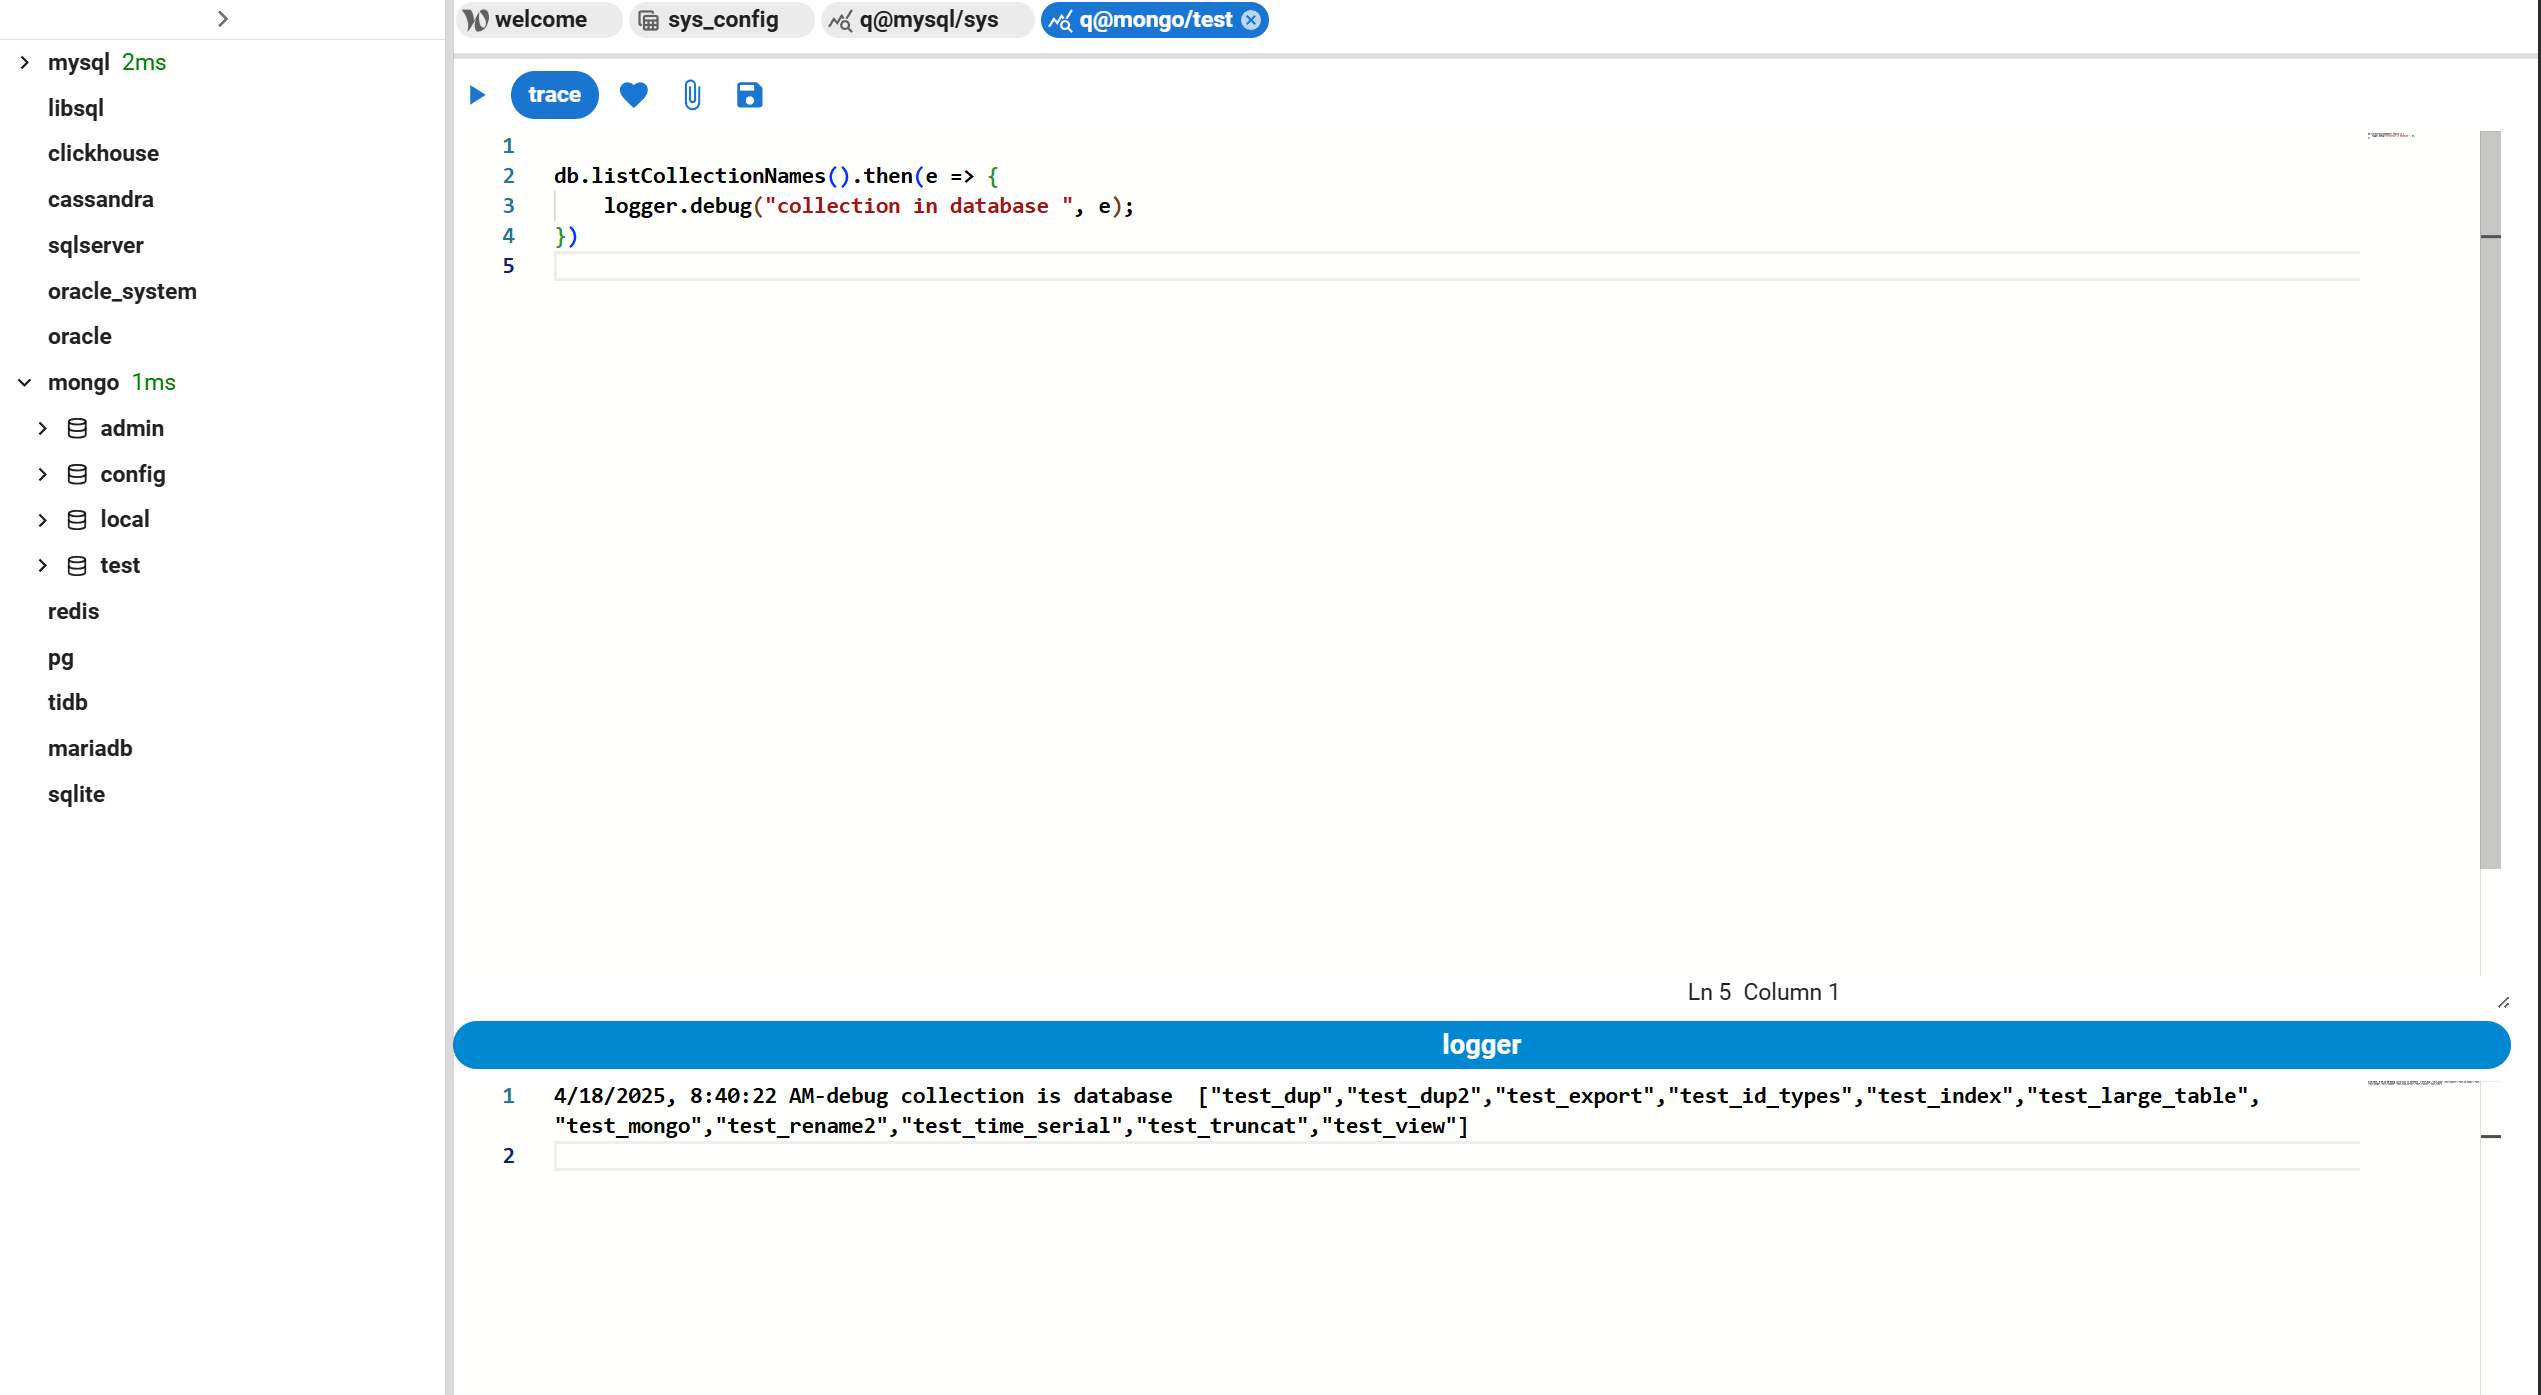 welcome
sys_config
q@mysql/sys
q@mongo/test
mysql 2ms
libsql
clickhouse
cassandra
sqlserver
oracle_system
oracle
mongo 1ms
admin
config
local
test
redis
pg
tidb
mariadb
sqlite
trace
1
2 db.listCollectionNames().then(e => {
3 logger.debug("collection in database ", e);
4 })
5
Ln 5 Column 1
logger
1 4/18/2025, 8:40:22 AM-debug collection is database ["test_dup","test_dup2","test_export","test_id_types","test_index","test_large_table",
"test_mongo","test_rename2","test_time_serial","test_truncat","test_view"]
2